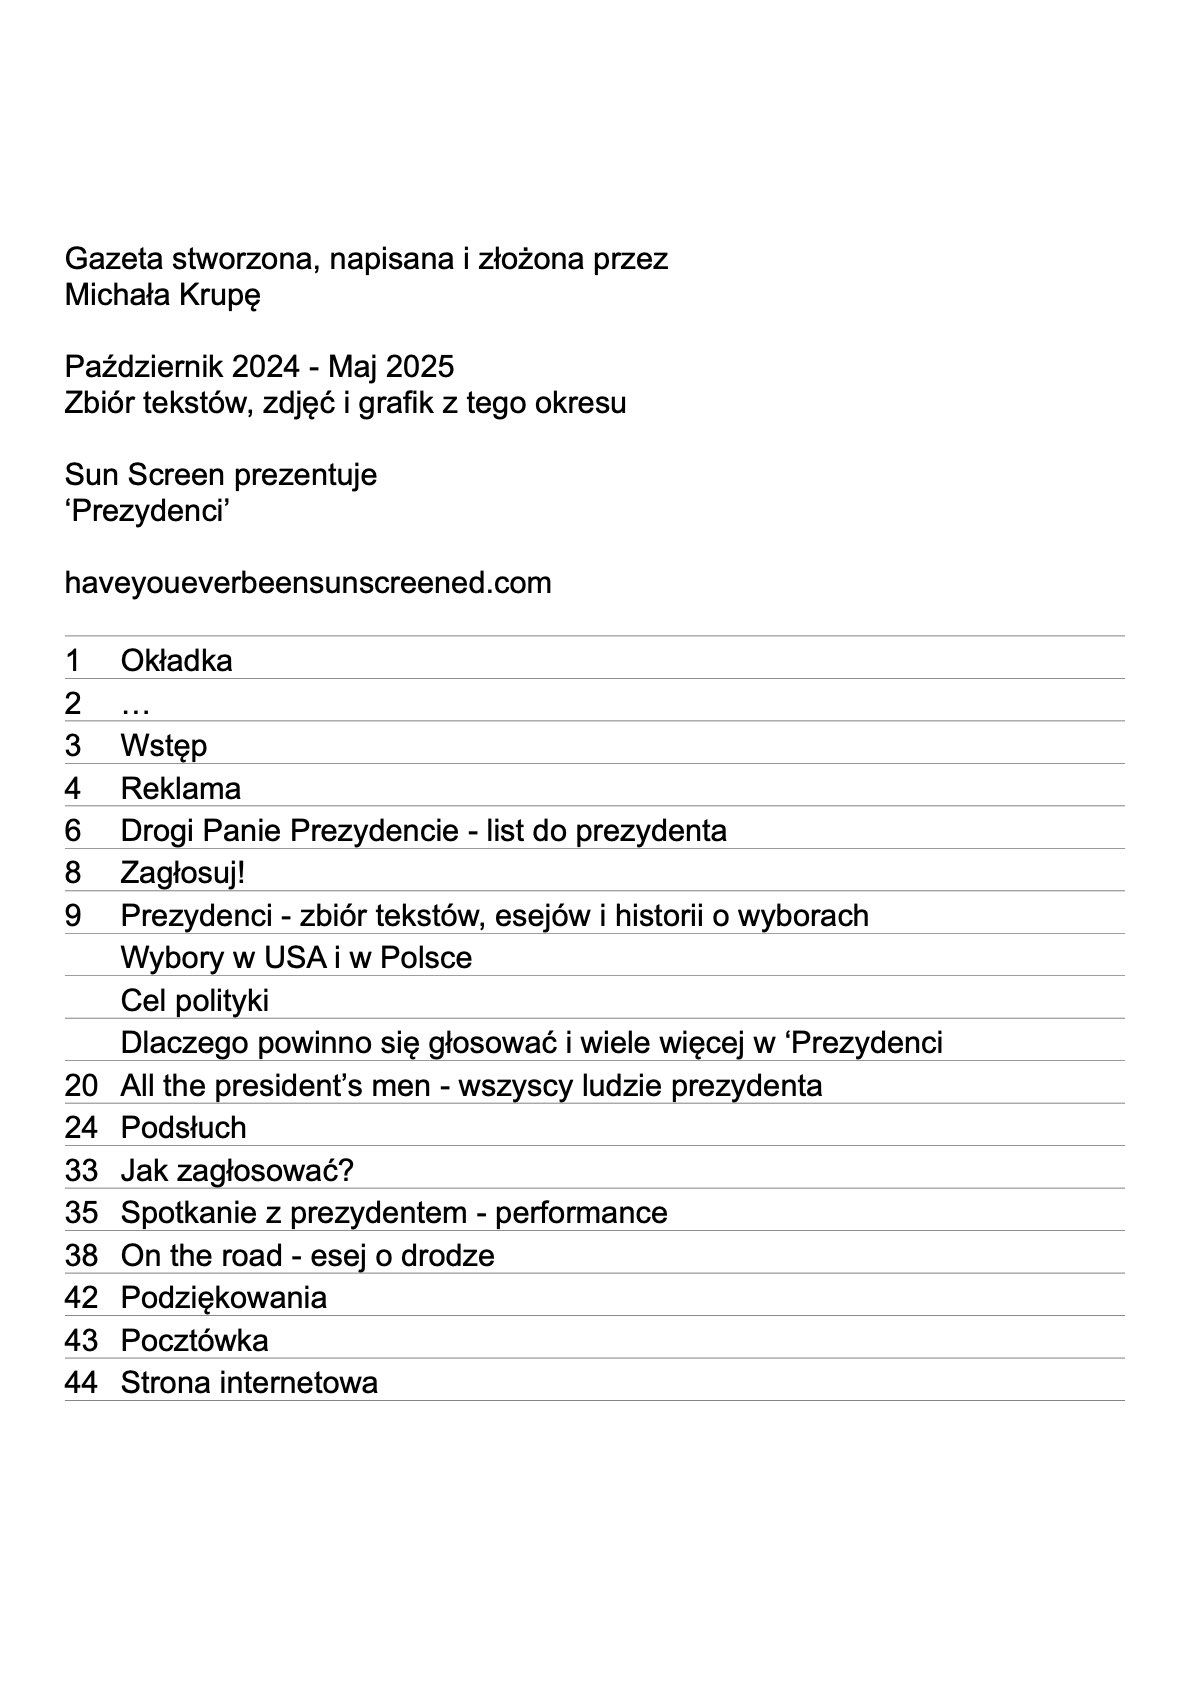 Gazeta stworzona, napisana i złożona przez
Michała Krupę
Październik 2024 - Maj 2025
Zbiór tekstów, zdjęć i grafik z tego okresu
Sun Screen prezentuje
‘Prezydenci’
haveyoueverbeensunscreened.com
1 Okładka
2 …
3 Wstęp
4 Reklama
6 Drogi Panie Prezydencie - list do prezydenta
8 Zagłosuj!
9 Prezydenci - zbiór tekstów, esejów i historii o wyborach
Wybory w USA i w Polsce
Cel polityki
Dlaczego powinno się głosować i wiele więcej w ‘Prezydenci
20 All the president’s men - wszyscy ludzie prezydenta
24 Podsłuch
33 Jak zagłosować?
35 Spotkanie z prezydentem - performance
38 On the road - esej o drodze
42 Podziękowania
43 Pocztówka
44 Strona internetowa